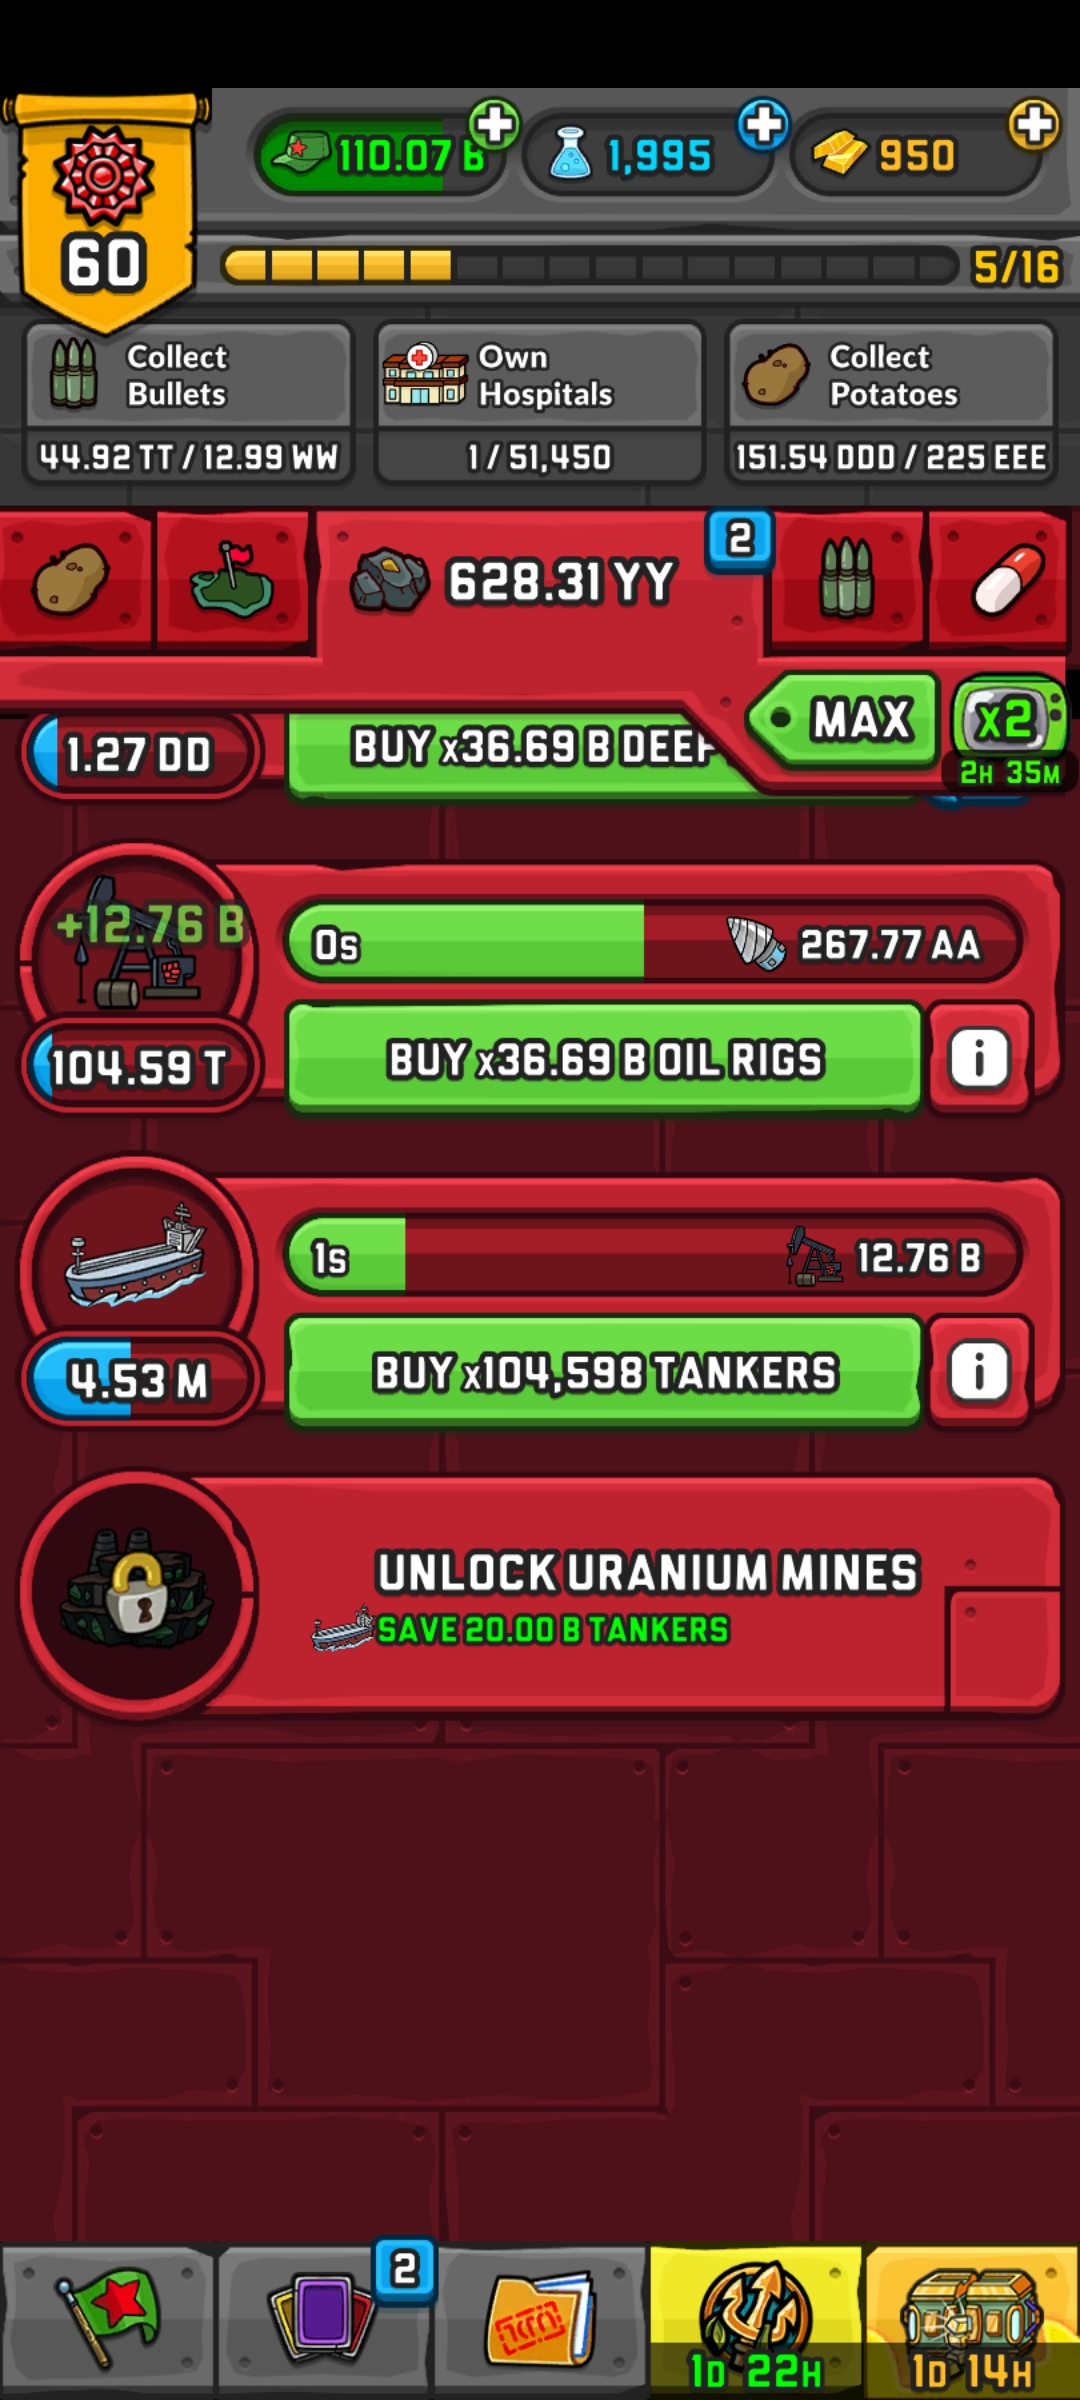 110.07 B
1,995
950
60
5/16
Collect
Bullets
44.92 TT / 12.99 WW
Own
Hospitals
1 / 51,450
Collect
Potatoes
151.54 DDD / 225 EEE
628.31 YY
2
MAX
x2
2H 35M
1.27 DD
BUY x36.69 B DEEP
+12.76 B
0s
267.77 AA
104.59 T
BUY x36.69 B OIL RIGS
i
1s
12.76 B
4.53 M
BUY x104,598 TANKERS
i
UNLOCK URANIUM MINES
SAVE 20.00 B TANKERS
2
1D 22H
1D 14H